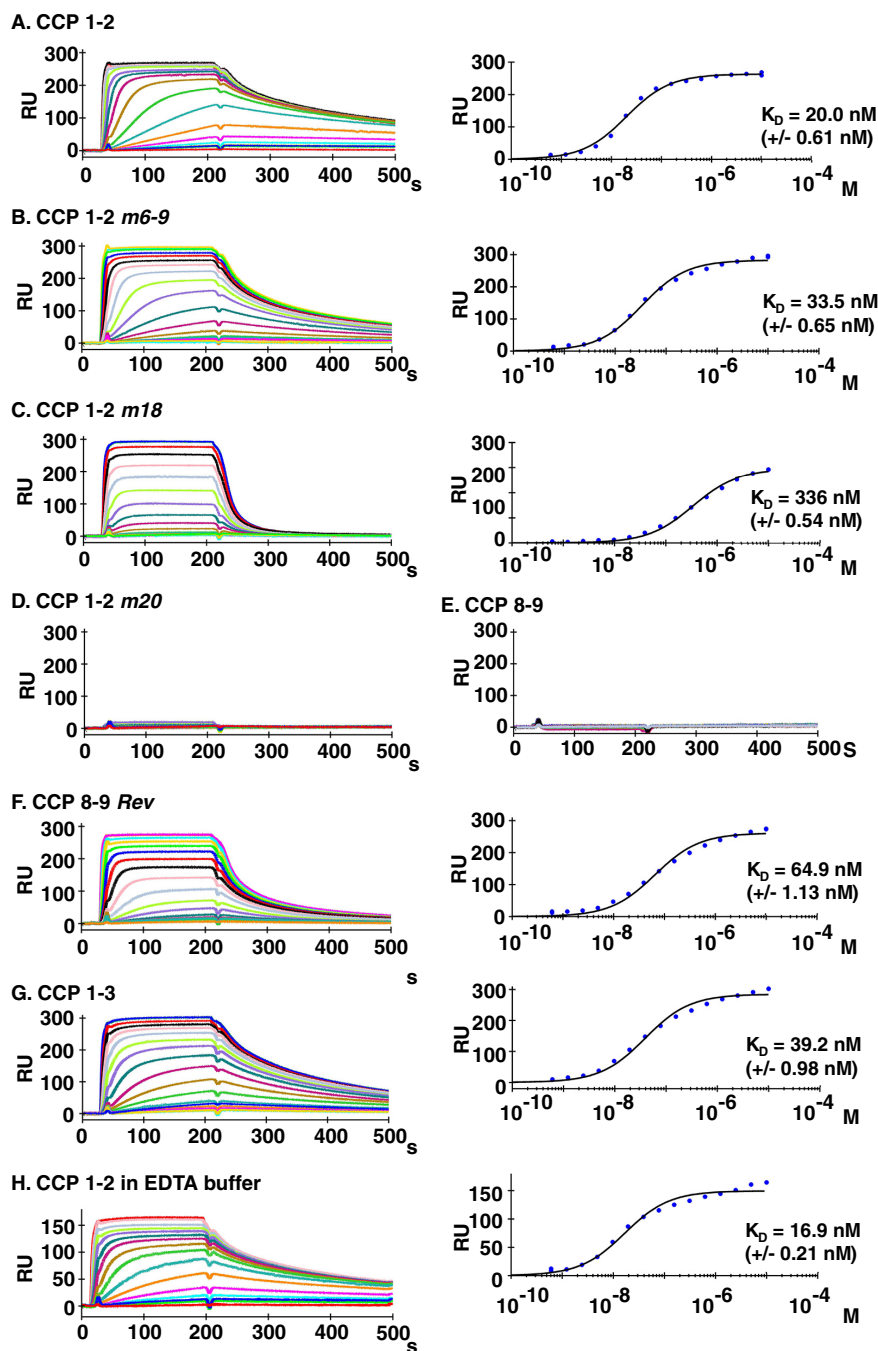 A. CCP 1-2
300
200
100
0
RU
0 100 200 300 400 500
s
300
200
100
0
RU
10-10 10-8 10-6 10-4
M
KD = 20.0 nM
(+/- 0.61 nM)
B. CCP 1-2 m6-9
300
200
100
0
RU
0 100 200 300 400 500
s
300
200
100
0
RU
10-10 10-8 10-6 10-4
M
KD = 33.5 nM
(+/- 0.65 nM)
C. CCP 1-2 m18
300
200
100
0
RU
0 100 200 300 400 500
s
300
200
100
0
RU
10-10 10-8 10-6 10-4
M
KD = 336 nM
(+/- 0.54 nM)
D. CCP 1-2 m20
300
200
100
0
RU
0 100 200 300 400 500
s
E. CCP 8-9
300
200
100
0
RU
0 100 200 300 400 500
S
F. CCP 8-9 Rev
300
200
100
0
RU
0 100 200 300 400 500
s
300
200
100
0
RU
10-10 10-8 10-6 10-4
M
KD = 64.9 nM
(+/- 1.13 nM)
G. CCP 1-3
300
200
100
0
RU
0 100 200 300 400 500
s
300
200
100
0
RU
10-10 10-8 10-6 10-4
M
KD = 39.2 nM
(+/- 0.98 nM)
H. CCP 1-2 in EDTA buffer
150
100
50
0
RU
0 100 200 300 400 500
s
150
100
50
0
RU
10-10 10-8 10-6 10-4
M
KD = 16.9 nM
(+/- 0.21 nM)